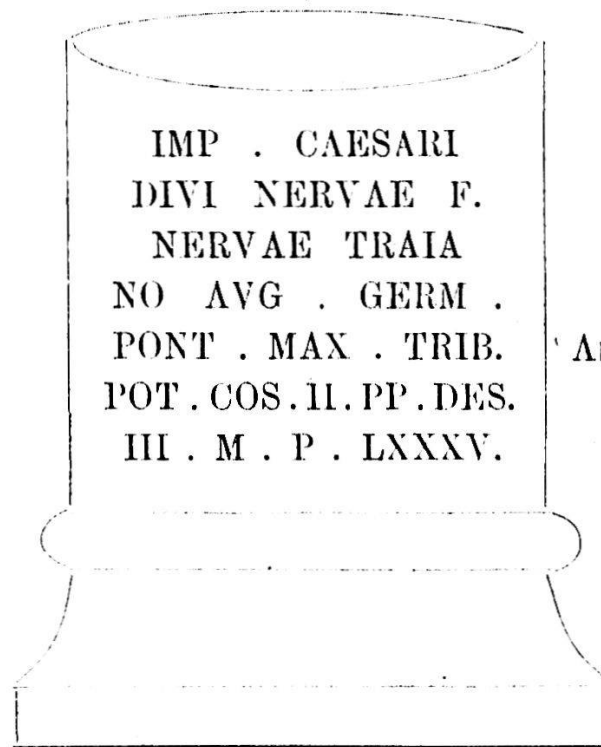 IMP . CAESARI
DIVI NERVAE F.
NERVAE TRAIA
NO AVG . GERM .
PONT . MAX . TRIB.
POT . COS . II . PP . DES.
III . M . P . LXXXV.